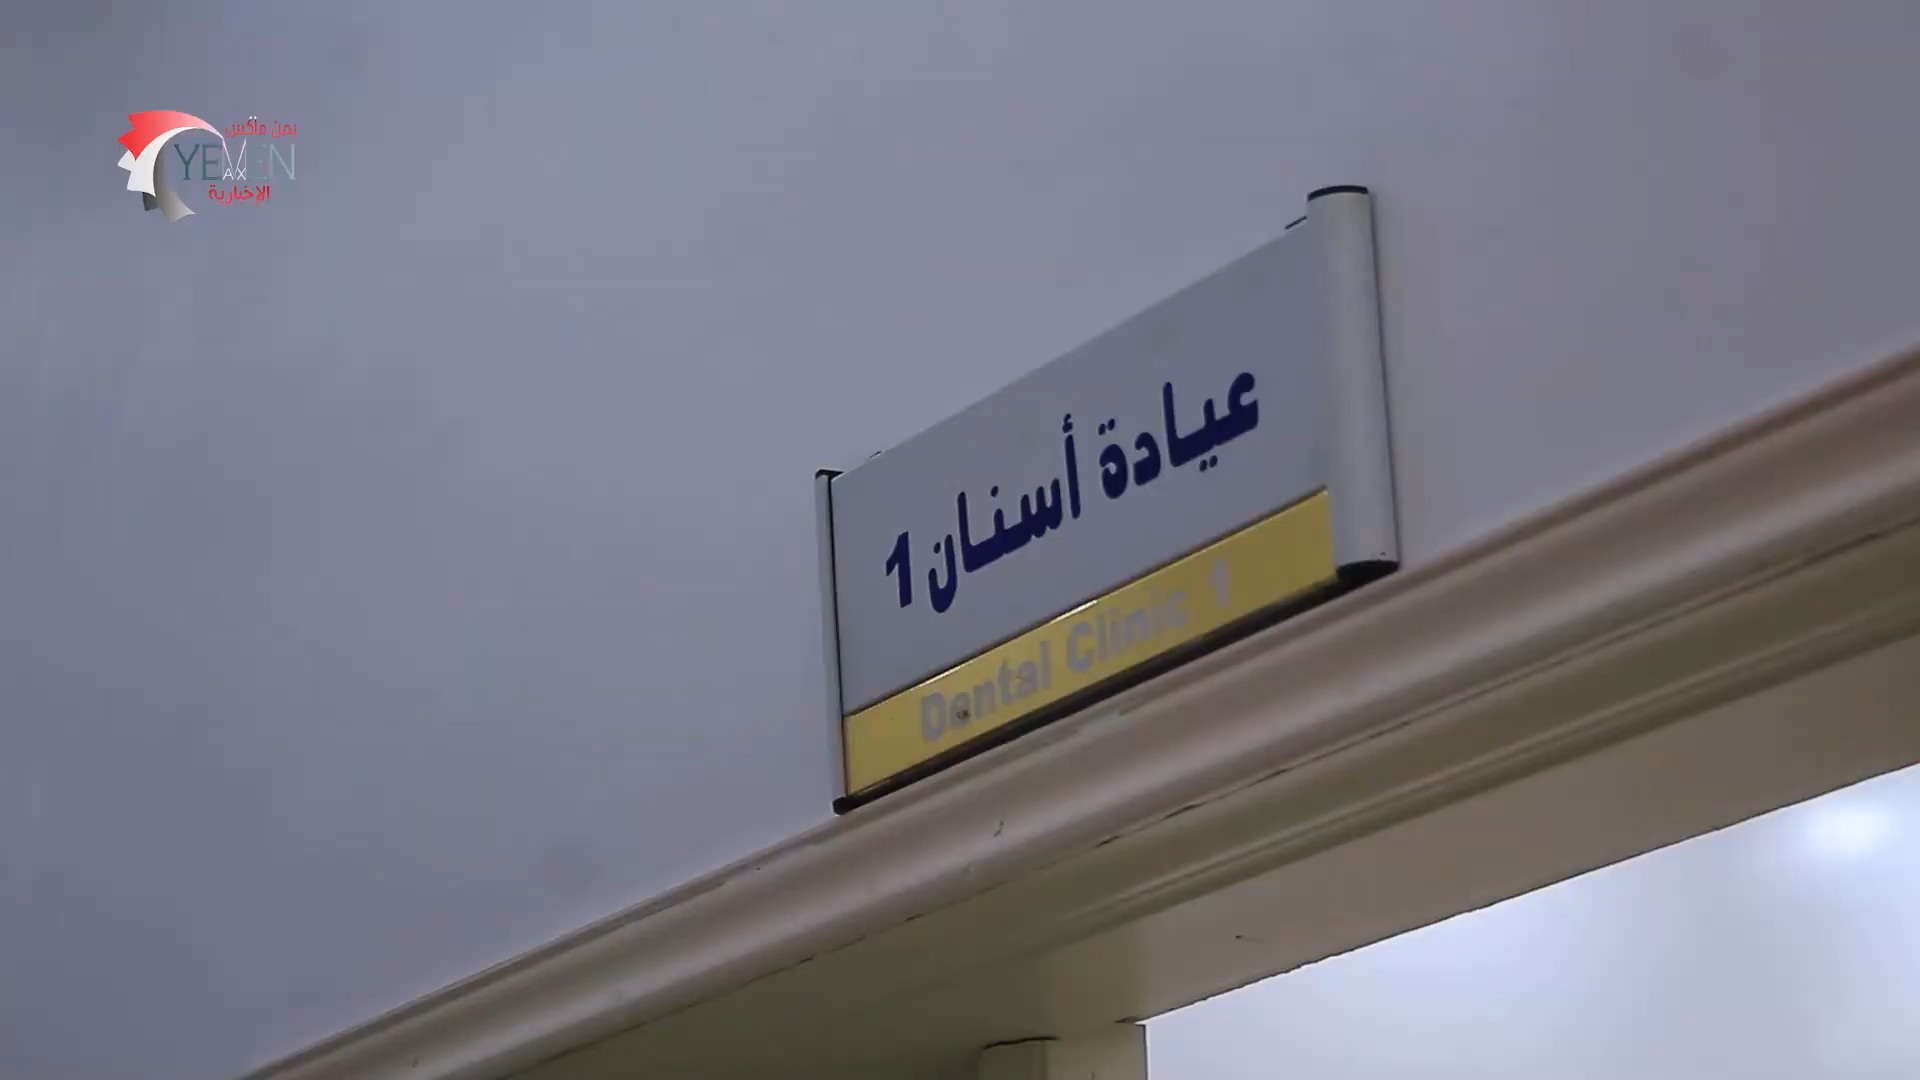 يمن ماكس
YEMEN
MAX
الإخبارية
عيادة أسنان 1
Dental Clinic 1